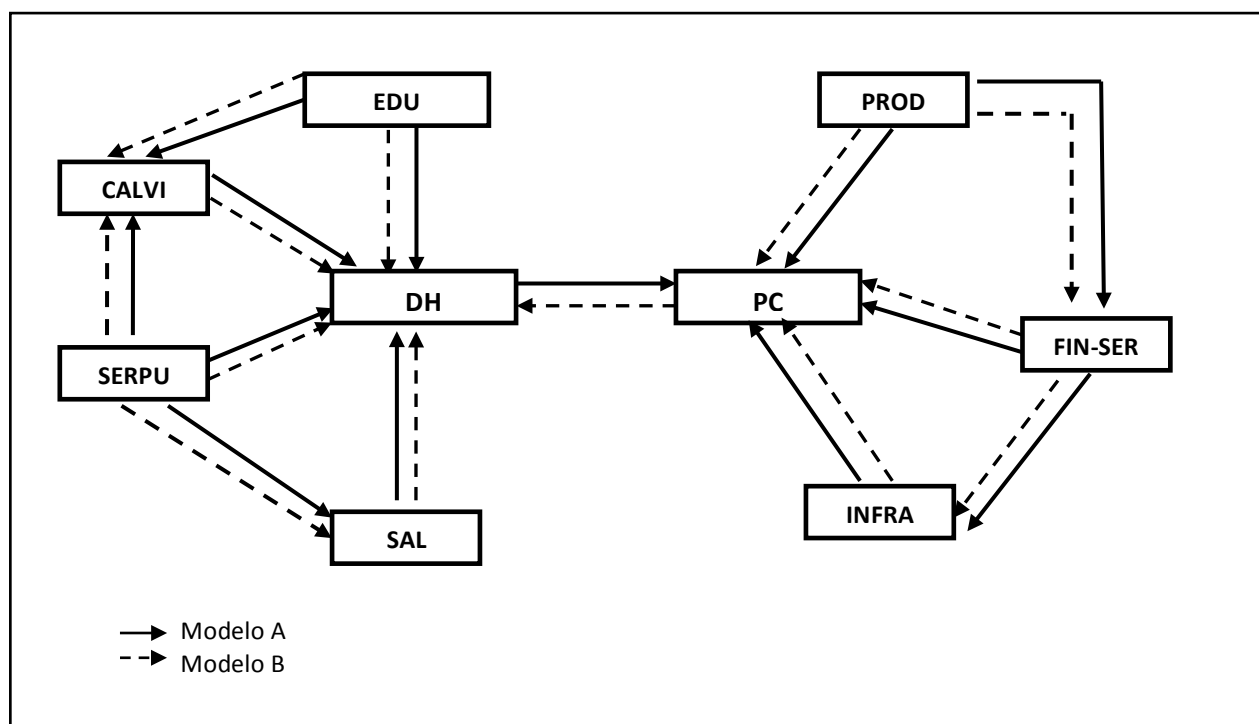 EDU
PROD
CALVI
DH
PC
FIN-SER
SERPU
INFRA
SAL
Modelo A
Modelo B